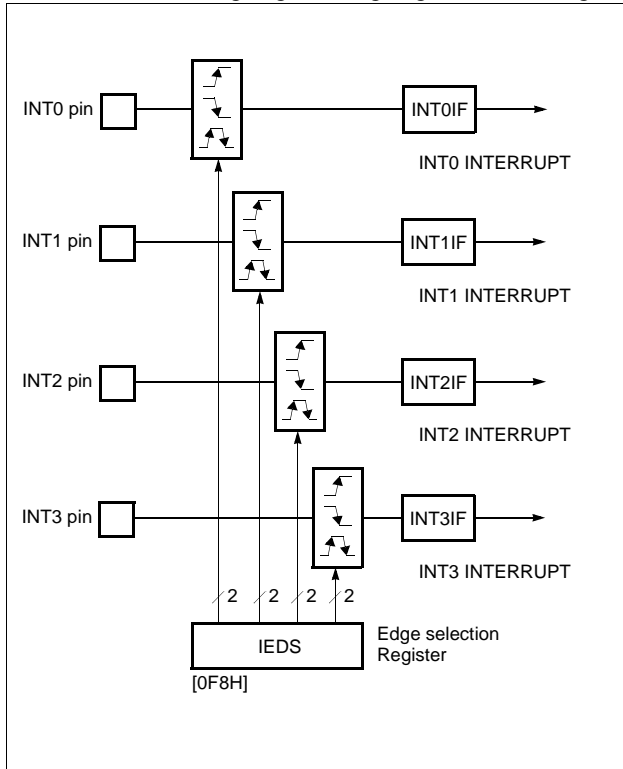 INT0 pin
INT0IF
INT0 INTERRUPT
INT1 pin
INT1IF
INT1 INTERRUPT
INT2 pin
INT2IF
INT2 INTERRUPT
INT3 pin
INT3IF
INT3 INTERRUPT
2 2 2 2
IEDS
Edge selection
Register
[0F8H]